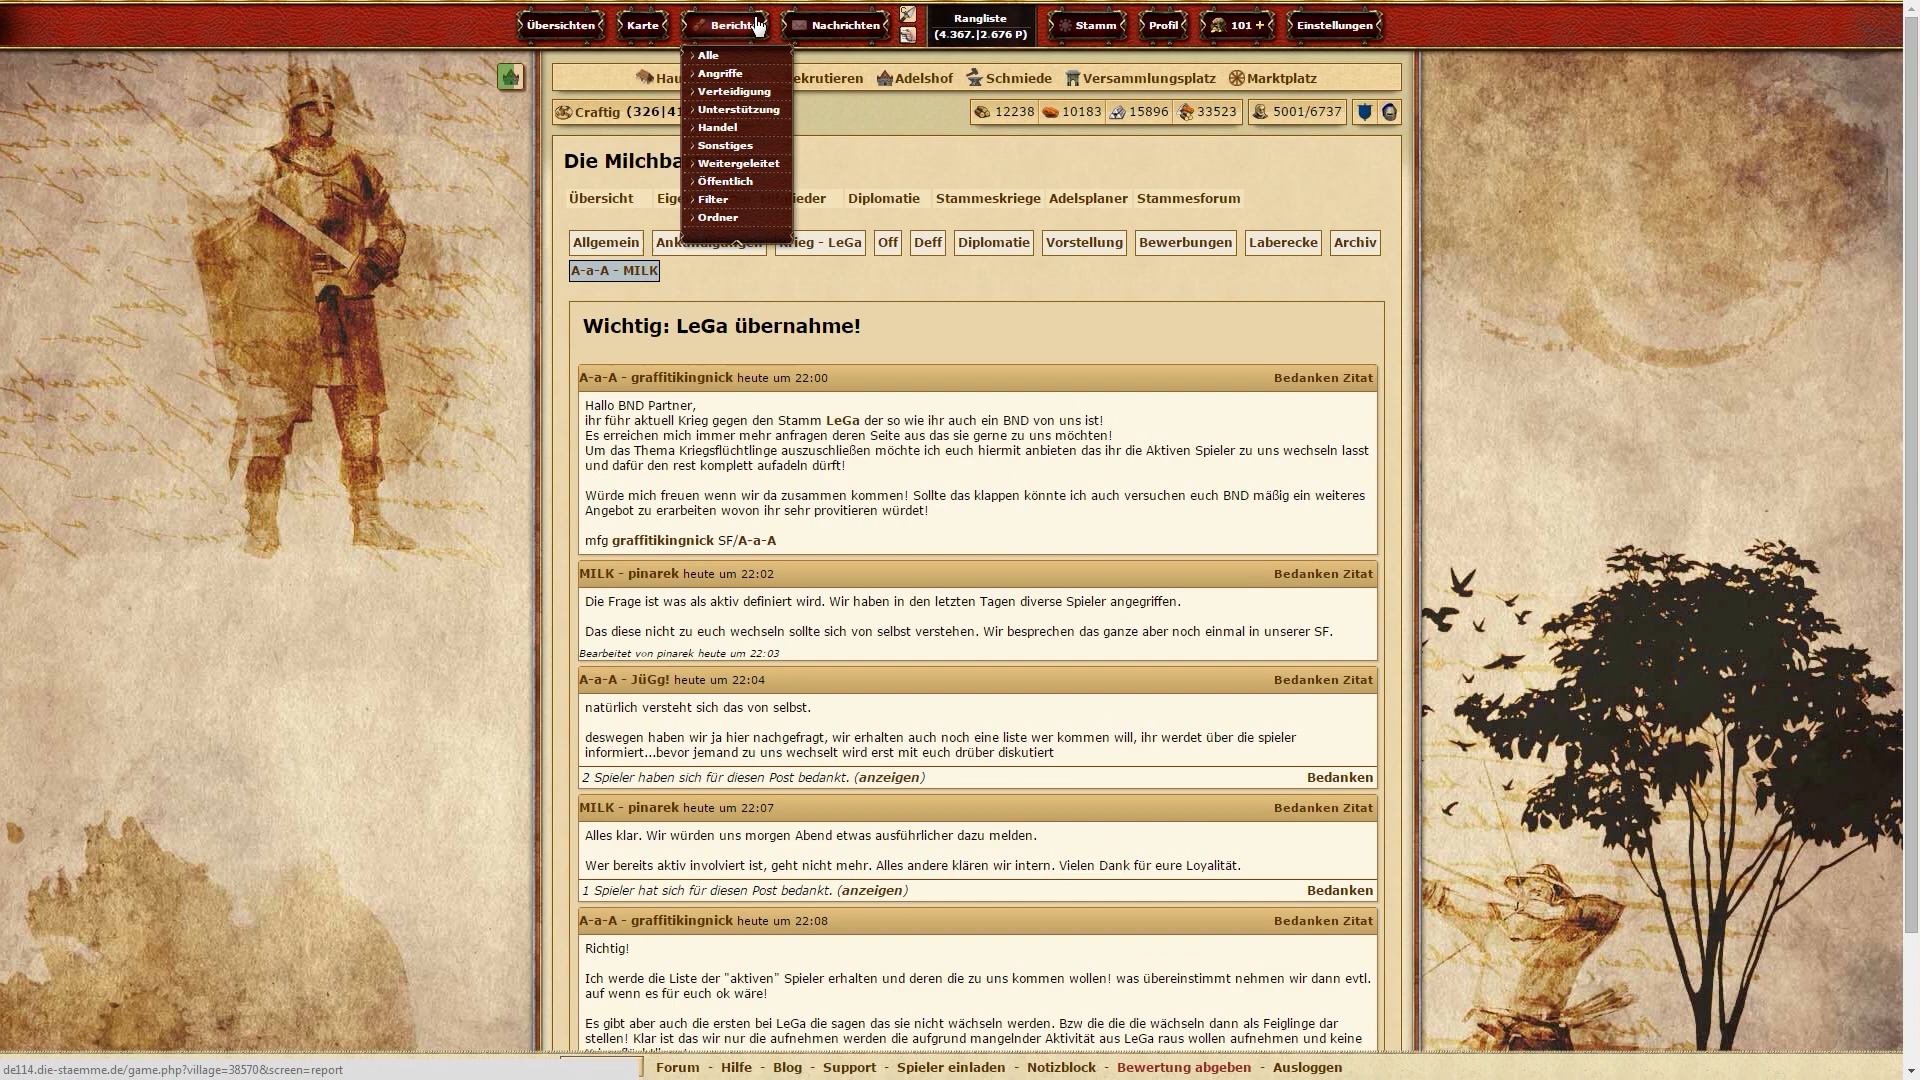 Übersichten Karte Nachrichten Rangliste Stamm Profil 101 + Einstellungen
(4.367.|2.676 P)
Alle
Angriffe
Verteidigung
Unterstützung
Handel
Sonstiges
Weitergeleitet
Öffentlich
Filter
Ordner
Adelshof Schmiede Versammlungsplatz Marktplatz
Craftig 12238 10183 15896 33523 5001/6737
Die
Übersicht Diplomatie Stammeskriege Adelsplaner Stammesforum
Allgemein - LeGa Off Deff Diplomatie Vorstellung Bewerbungen Laberecke Archiv
A-a-A - MILK
Wichtig: LeGa übernahme!
A-a-A - graffitikingnick heute um 22:00 Bedanken Zitat
Hallo BND Partner,
ihr führ aktuell Krieg gegen den Stamm LeGa der so wie ihr auch ein BND von uns ist!
Es erreichen mich immer mehr anfragen deren Seite aus das sie gerne zu uns möchten!
Um das Thema Kriegsflüchtlinge auszuschließen möchte ich euch hiermit anbieten das ihr die Aktiven Spieler zu uns wechseln lasst
und dafür den rest komplett aufadeln dürft!
Würde mich freuen wenn wir da zusammen kommen! Sollte das klappen könnte ich auch versuchen euch BND mäßig ein weiteres
Angebot zu erarbeiten wovon ihr sehr provitieren würdet!
mfg graffitikingnick SF/A-a-A
MILK - pinarek heute um 22:02 Bedanken Zitat
Die Frage ist was als aktiv definiert wird. Wir haben in den letzten Tagen diverse Spieler angegriffen.
Das diese nicht zu euch wechseln sollte sich von selbst verstehen. Wir besprechen das ganze aber noch einmal in unserer SF.
Bearbeitet von pinarek heute um 22:03
A-a-A - JüGg! heute um 22:04 Bedanken Zitat
natürlich versteht sich das von selbst.
deswegen haben wir ja hier nachgefragt, wir erhalten auch noch eine liste wer kommen will, ihr werdet über die spieler
informiert...bevor jemand zu uns wechselt wird erst mit euch drüber diskutiert
2 Spieler haben sich für diesen Post bedankt. (anzeigen) Bedanken
MILK - pinarek heute um 22:07 Bedanken Zitat
Alles klar. Wir würden uns morgen Abend etwas ausführlicher dazu melden.
Wer bereits aktiv involviert ist, geht nicht mehr. Alles andere klären wir intern. Vielen Dank für eure Loyalität.
1 Spieler hat sich für diesen Post bedankt. (anzeigen) Bedanken
A-a-A - graffitikingnick heute um 22:08 Bedanken Zitat
Richtig!
Ich werde die Liste der "aktiven" Spieler erhalten und deren die zu uns kommen wollen! was übereinstimmt nehmen wir dann evtl.
auf wenn es für euch ok wäre!
Es gibt aber auch die ersten bei LeGa die sagen das sie nicht wächseln werden. Bzw die die die wächseln dann als Feiglinge dar
stellen! Klar ist das wir nur die aufnehmen werden die aufgrund mangelnder Aktivität aus LeGa raus wollen aufnehmen und keine
de114.die-staemme.de/game.php?village=38570&screen=report
Forum - Hilfe - Blog - Support - Spieler einladen - Notizblock - Bewertung abgeben - Ausloggen